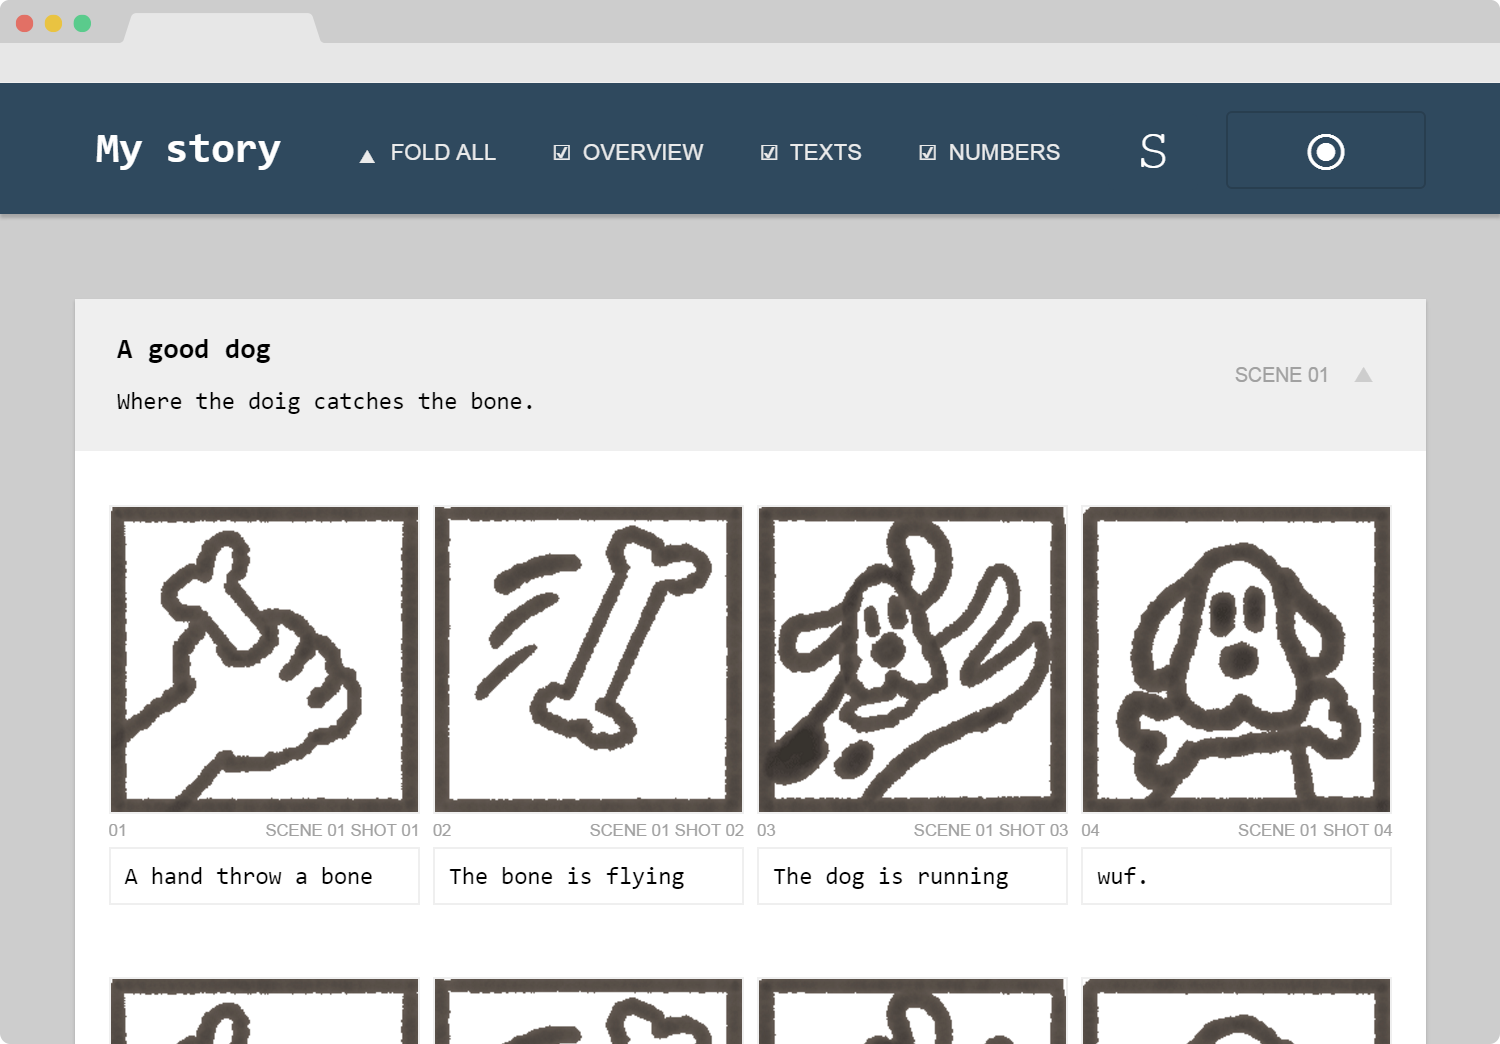 My story
▲ FOLD ALL
☑ OVERVIEW
☑ TEXTS
☑ NUMBERS
S
A good dog
Where the doig catches the bone.
SCENE 01 ▲
01 SCENE 01 SHOT 01
02 SCENE 01 SHOT 02
03 SCENE 01 SHOT 03
04 SCENE 01 SHOT 04
A hand throw a bone
The bone is flying
The dog is running
wuf.